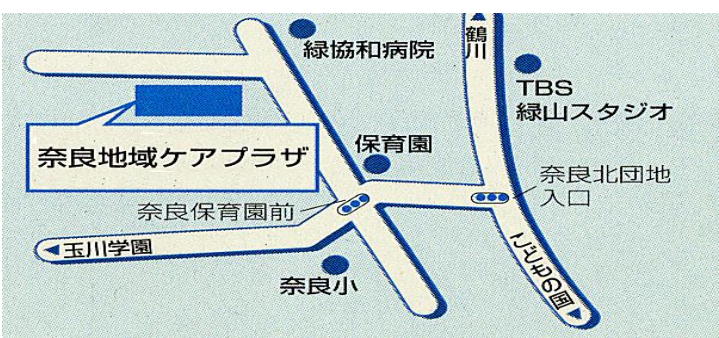 緑協和病院
鶴川
TBS
緑山スタジオ
奈良地域ケアプラザ
保育園
奈良北団地
入口
奈良保育園前
玉川学園
こどもの国
奈良小